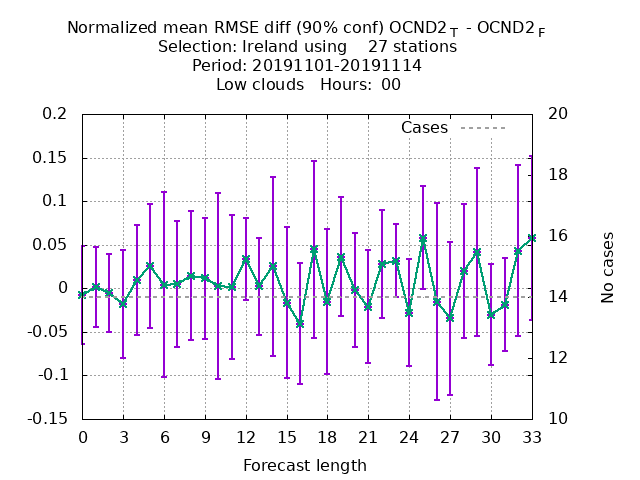 Normalized mean RMSE diff (90% conf) OCND2 T - OCND2 F
Selection: Ireland using    27 stations
Period: 20191101-20191114
Low clouds   Hours: 00
Cases
0.2
0.15
0.1
0.05
0
-0.05
-0.1
-0.15
20
18
16
14
12
10
No cases
0 3 6 9 12 15 18 21 24 27 30 33
Forecast length